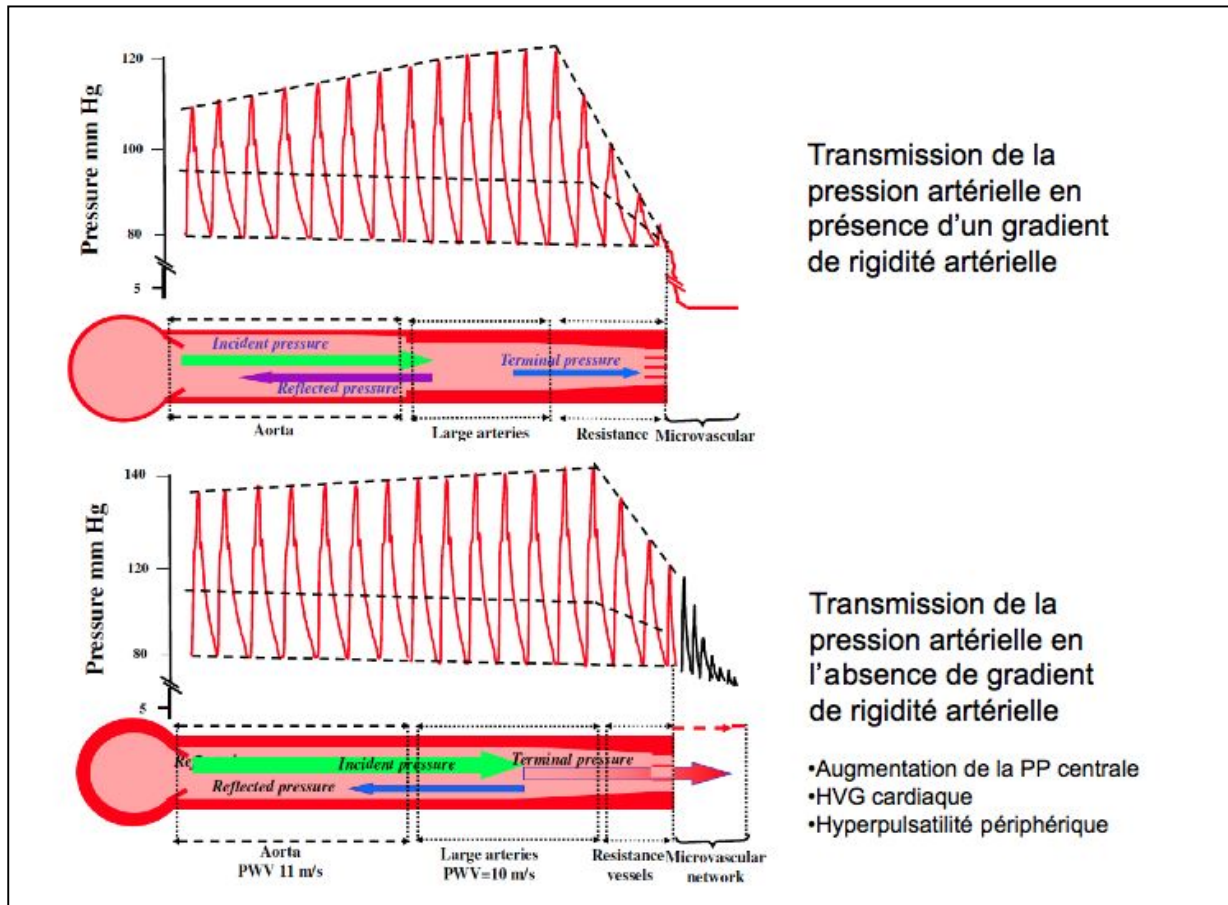 120
100
80
5
Pressure mm Hg
Transmission de la
pression artérielle en
présence d'un gradient
de rigidité artérielle
Incident pressure
Reflected pressure
Terminal pressure
Aorta
Large arteries
Resistance
Microvascular
140
120
100
80
5
Pressure mm Hg
Transmission de la
pression artérielle en
l'absence de gradient
de rigidité artérielle
•Augmentation de la PP centrale
•HVG cardiaque
•Hyperpulsatilité périphérique
Incident pressure
Terminal pressure
Reflected pressure
Aorta
PWV 11 m/s
Large arteries
PWV=10 m/s
Resistance
vessels
Microvascular
network